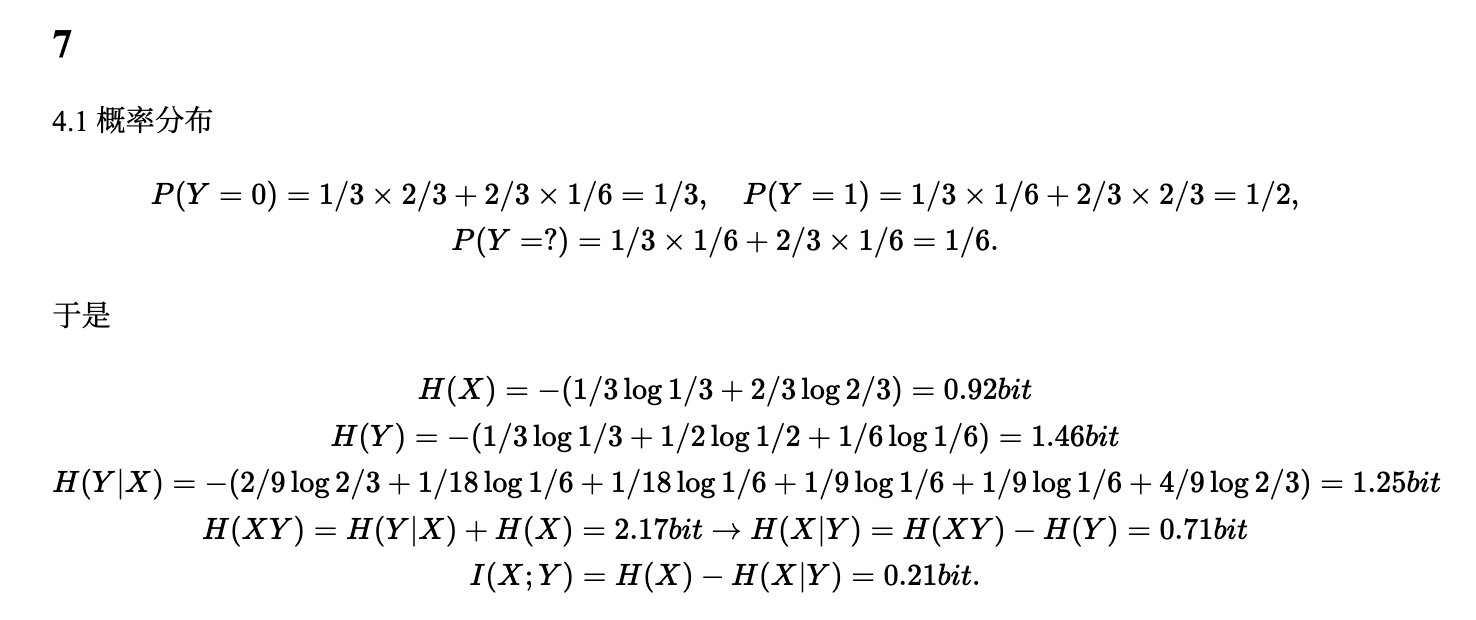 7
4.1 概率分布
P(Y = 0) = 1/3 × 2/3 + 2/3 × 1/6 = 1/3, P(Y = 1) = 1/3 × 1/6 + 2/3 × 2/3 = 1/2,
P(Y =?) = 1/3 × 1/6 + 2/3 × 1/6 = 1/6.
于是
H(X) = −(1/3 log 1/3 + 2/3 log 2/3) = 0.92bit
H(Y) = −(1/3 log 1/3 + 1/2 log 1/2 + 1/6 log 1/6) = 1.46bit
H(Y|X) = −(2/9 log 2/3 + 1/18 log 1/6 + 1/18 log 1/6 + 1/9 log 1/6 + 1/9 log 1/6 + 4/9 log 2/3) = 1.25bit
H(XY) = H(Y|X) + H(X) = 2.17bit → H(X|Y) = H(XY) − H(Y) = 0.71bit
I(X; Y) = H(X) − H(X|Y) = 0.21bit.